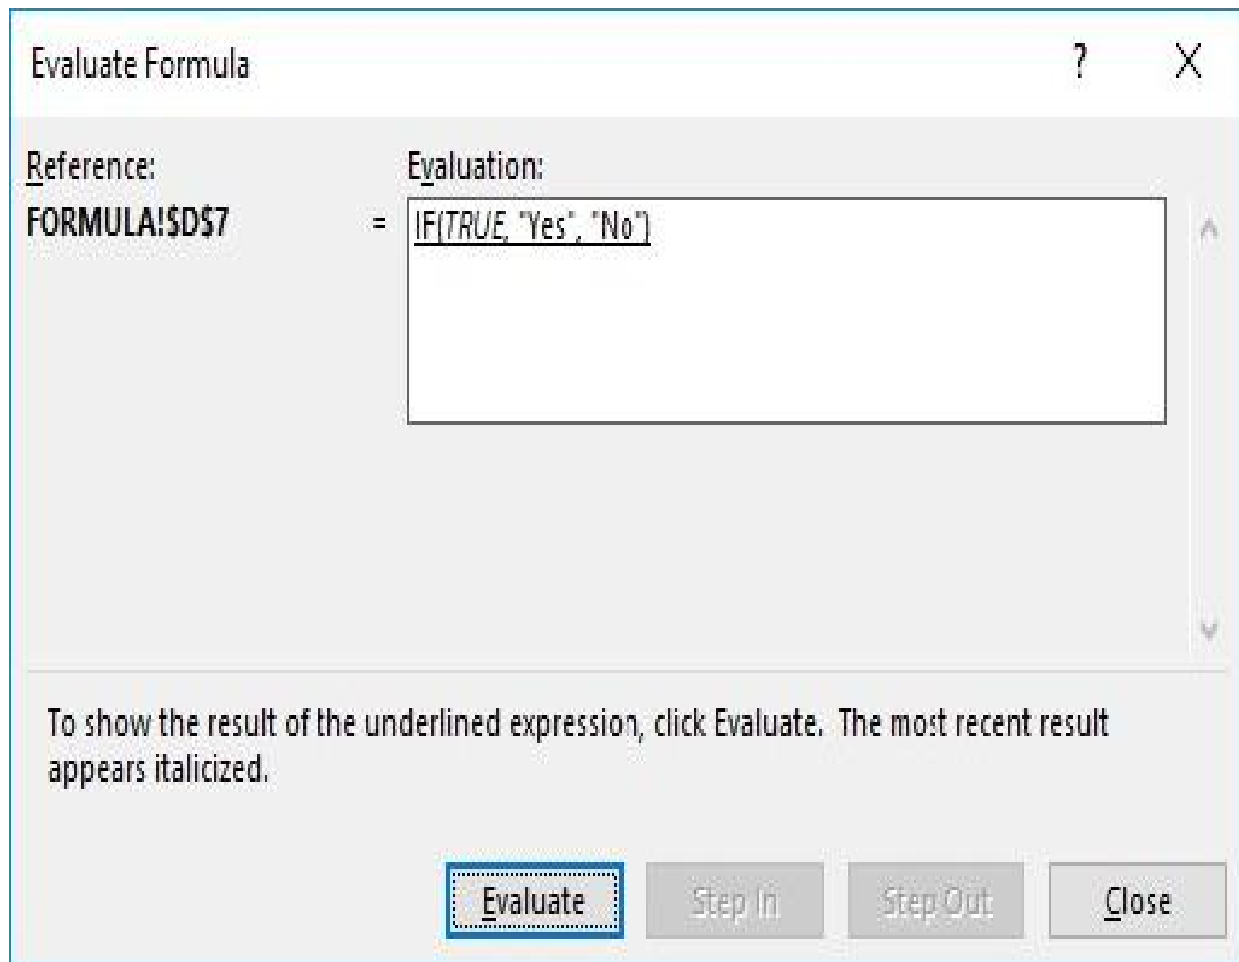 Evaluate Formula ? X
Reference: Evaluation:
FORMULA!$D$7 = IF(TRUE, "Yes", "No")
To show the result of the underlined expression, click Evaluate. The most recent result
appears italicized.
Evaluate Step In Step Out Close